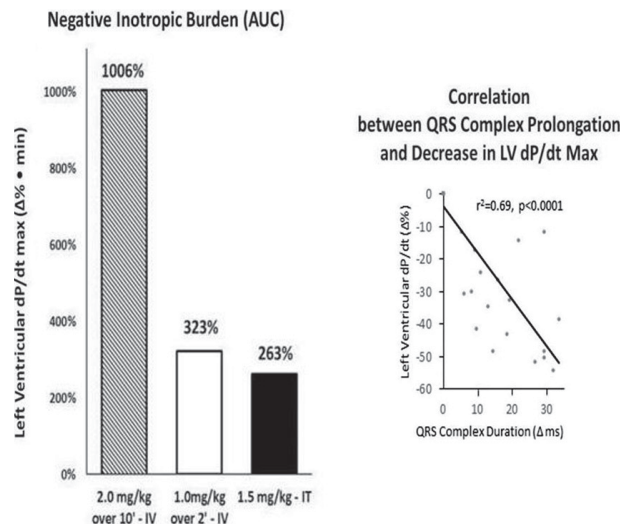 Negative Inotropic Burden (AUC)
Left Ventricular dP/dt max (Δ% • min)
1000%
800%
600%
400%
200%
0%
1006%
323%
263%
2.0 mg/kg
over 10' - IV
1.0mg/kg
over 2' - IV
1.5 mg/kg - IT
Correlation
between QRS Complex Prolongation
and Decrease in LV dP/dt Max
r²=0.69, p<0.0001
Left Ventricular dP/dt (Δ%)
0
-10
-20
-30
-40
-50
-60
0
10
20
30
QRS Complex Duration (Δ ms)